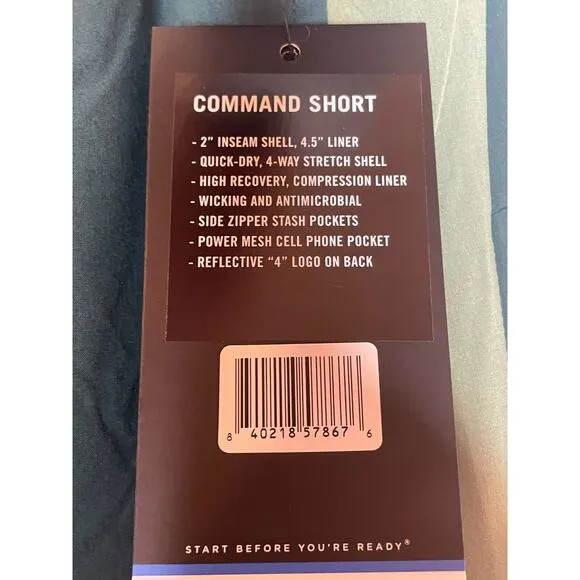 COMMAND SHORT
- 2" INSEAM SHELL, 4.5" LINER
- QUICK-DRY, 4-WAY STRETCH SHELL
- HIGH RECOVERY, COMPRESSION LINER
- WICKING AND ANTIMICROBIAL
- SIDE ZIPPER STASH POCKETS
- POWER MESH CELL PHONE POCKET
- REFLECTIVE “4” LOGO ON BACK
8 40218 57867 6
START BEFORE YOU'RE READY®